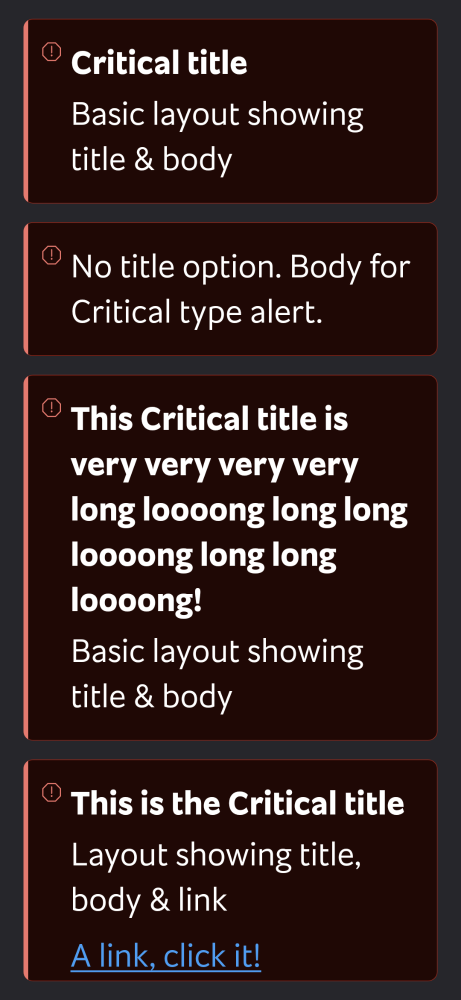 Critical title
Basic layout showing
title & body
No title option. Body for
Critical type alert.
This Critical title is
very very very very
long loooong long long
loooong long long
loooong!
Basic layout showing
title & body
This is the Critical title
Layout showing title,
body & link
A link, click it!